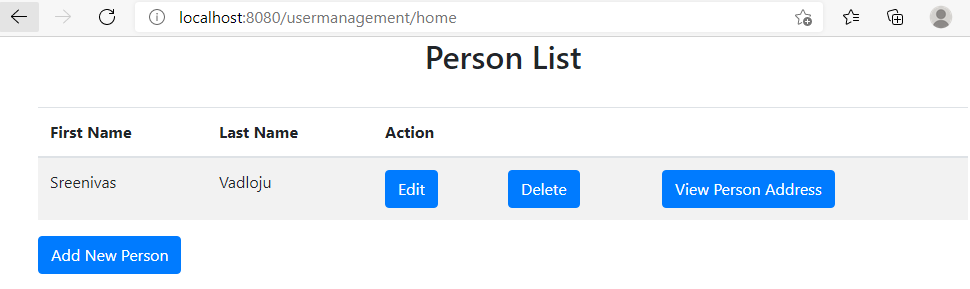 localhost:8080/usermanagement/home
Person List
First Name Last Name Action
Sreenivas Vadloju Edit Delete View Person Address
Add New Person